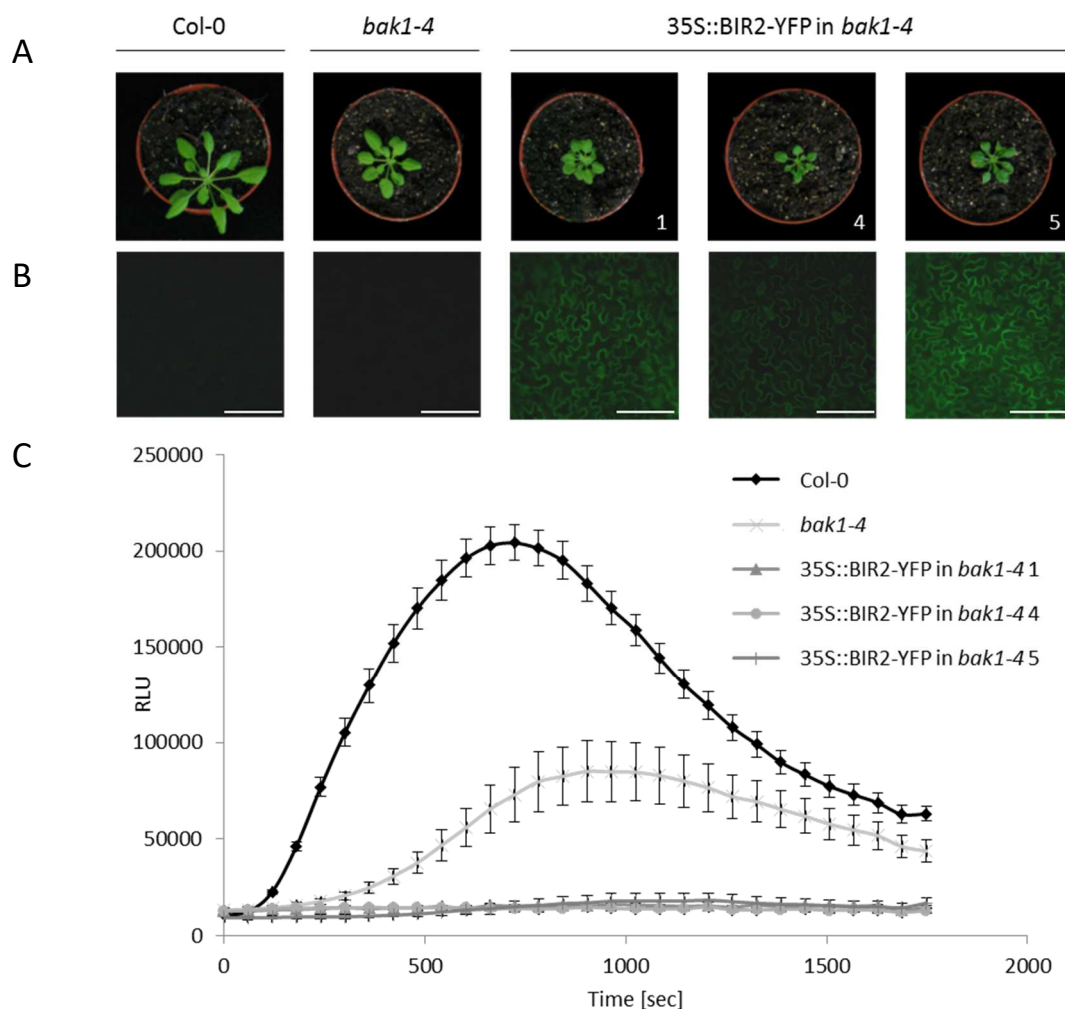 Col-0 bak1-4 35S::BIR2-YFP in bak1-4
A
1 4 5
B
C
250000
200000
150000
100000
50000
0
RLU
0 500 1000 1500 2000
Time [sec]
Col-0
bak1-4
35S::BIR2-YFP in bak1-4 1
35S::BIR2-YFP in bak1-4 4
35S::BIR2-YFP in bak1-4 5